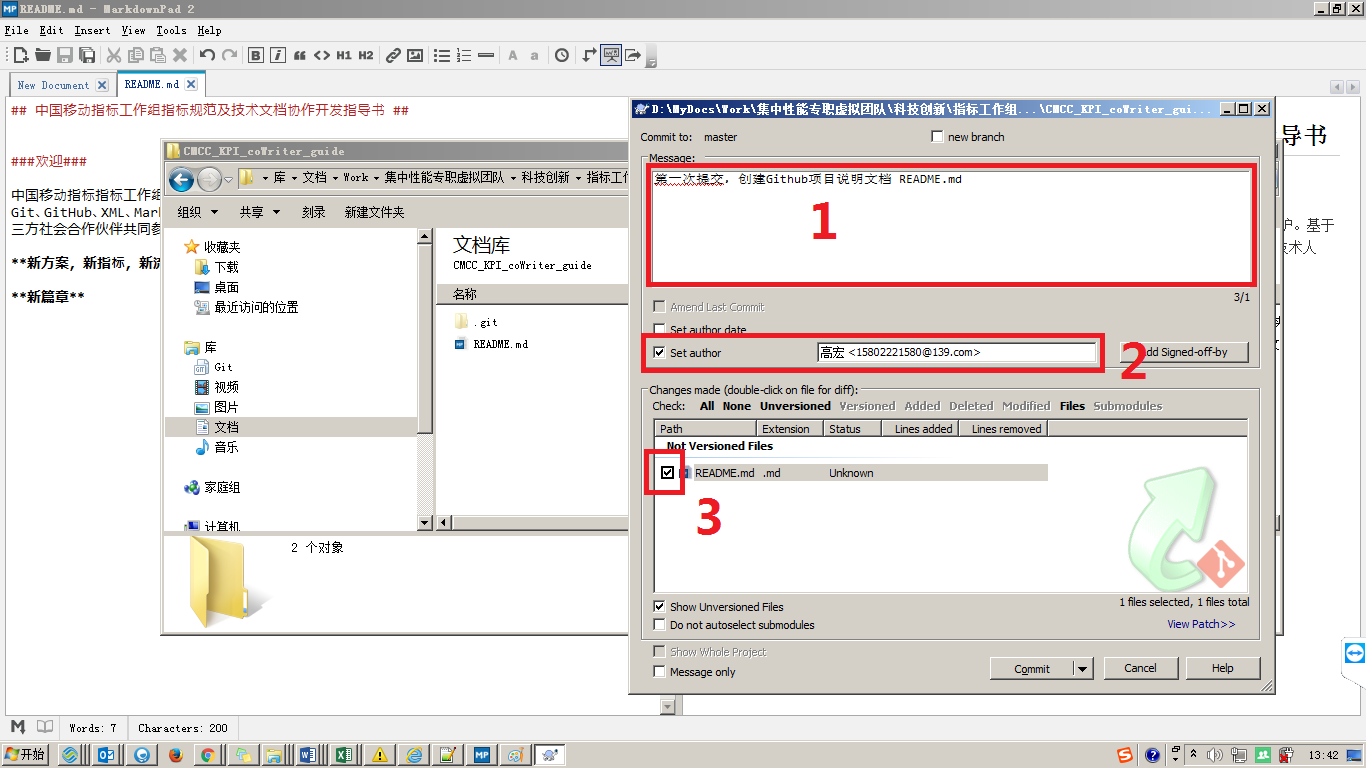 README.md - MarkdownPad 2
File Edit Insert View Tools Help
B i H1 H2 A a
New Document README.md
## 中国移动指标工作组指标规范及技术文档协作开发指导书 ##
###欢迎###
中国移动指标指标工作组
Git、GitHub、XML、Mar
三方社会合作伙伴共同参
**新方案, 新指标, 新流
**新篇章**
导书
户。基于
技术人
CMCC_KPI_coWriter_guide
库 文档 Work 集中性能专职虚拟团队 科技创新 指标工作
组织 共享 刻录 新建文件夹
收藏夹
下载
桌面
最近访问的位置
库
Git
视频
图片
文档
音乐
家庭组
计算机
文档库
CMCC_KPI_coWriter_guide
名称
.git
README.md
2 个对象
D:\MyDocs\Work\集中性能专职虚拟团队\科技创新\指标工作组...\CMCC_KPI_coWriter_gui...
Commit to: master new branch
Message:
第一次提交, 创建Github项目说明文档 README.md
1
3/1
Amend Last Commit
Set author date
Set author 高宏 <15802221580@139.com> dd Signed-off-by
2
Changes made (double-click on file for diff):
Check: All None Unversioned Versioned Added Deleted Modified Files Submodules
Path Extension Status Lines added Lines removed
Not Versioned Files
README.md .md Unknown
3
1 files selected, 1 files total
Show Unversioned Files
Do not autoselect submodules
View Patch>>
Show Whole Project
Message only
Commit Cancel Help
Words: 7 Characters: 200
开始 13:42